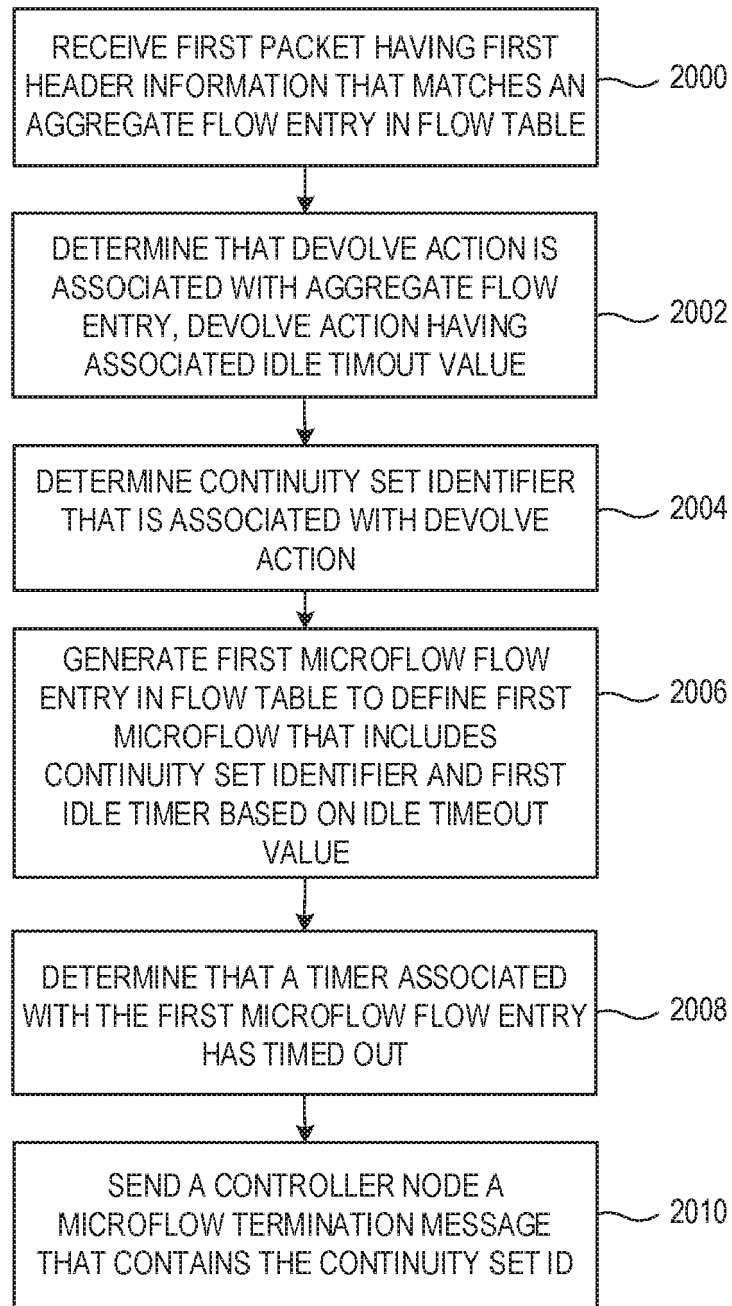 RECEIVE FIRST PACKET HAVING FIRST
HEADER INFORMATION THAT MATCHES AN
AGGREGATE FLOW ENTRY IN FLOW TABLE
2000
DETERMINE THAT DEVOLVE ACTION IS
ASSOCIATED WITH AGGREGATE FLOW
ENTRY, DEVOLVE ACTION HAVING
ASSOCIATED IDLE TIMOUT VALUE
2002
DETERMINE CONTINUITY SET IDENTIFIER
THAT IS ASSOCIATED WITH DEVOLVE
ACTION
2004
GENERATE FIRST MICROFLOW FLOW
ENTRY IN FLOW TABLE TO DEFINE FIRST
MICROFLOW THAT INCLUDES
CONTINUITY SET IDENTIFIER AND FIRST
IDLE TIMER BASED ON IDLE TIMEOUT
VALUE
2006
DETERMINE THAT A TIMER ASSOCIATED
WITH THE FIRST MICROFLOW FLOW ENTRY
HAS TIMED OUT
2008
SEND A CONTROLLER NODE A
MICROFLOW TERMINATION MESSAGE
THAT CONTAINS THE CONTINUITY SET ID
2010